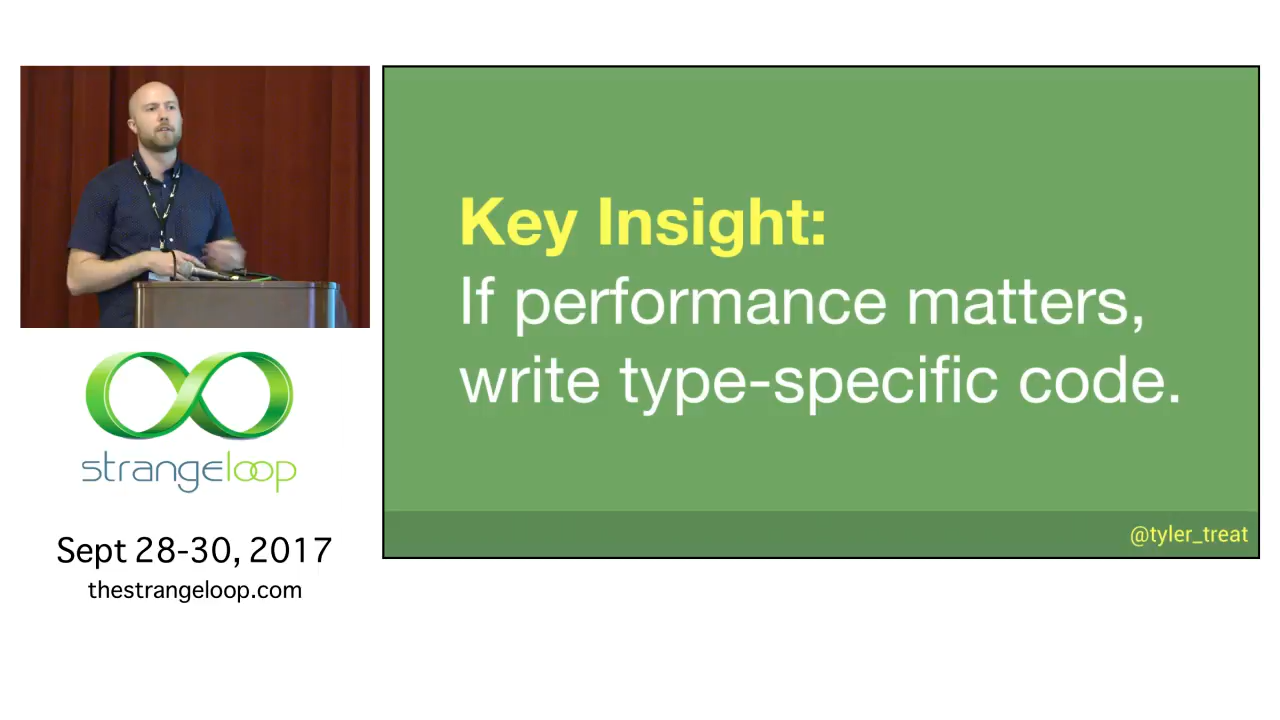 Key Insight:
If performance matters,
write type-specific code.
@tyler_treat
strangeloop
Sept 28-30, 2017
thestrangeloop.com